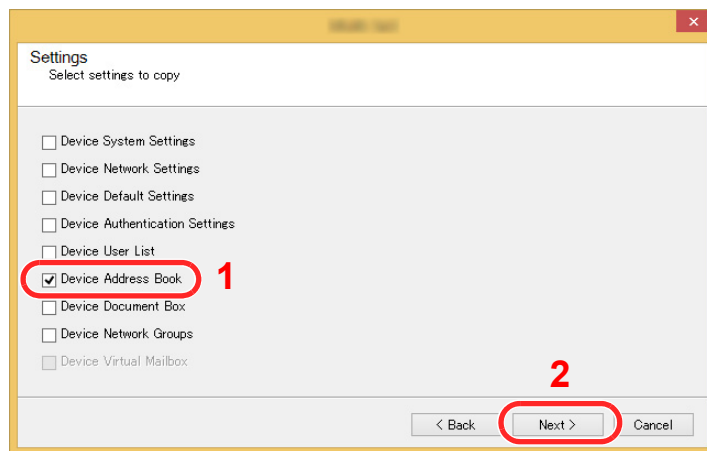 Settings
Select settings to copy
Device System Settings
Device Network Settings
Device Default Settings
Device Authentication Settings
Device User List
Device Address Book 1
Device Document Box
Device Network Groups
Device Virtual Mailbox
2
< Back Next > Cancel